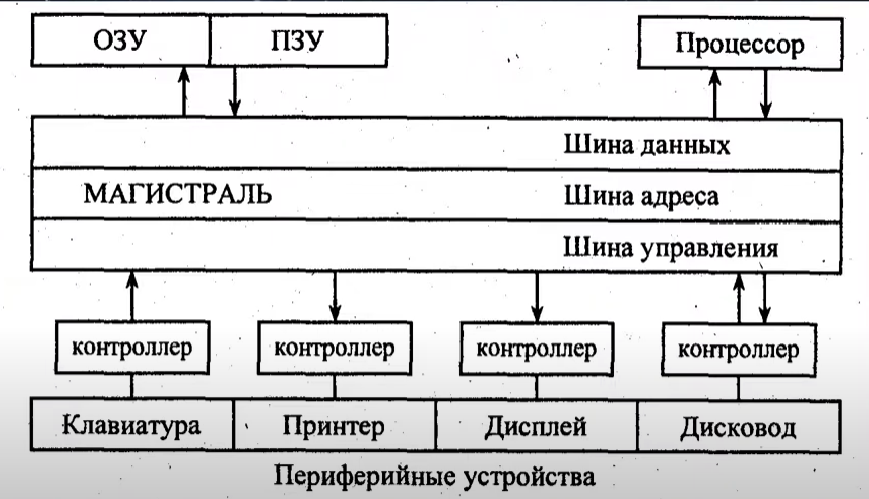 ОЗУ ПЗУ Процессор
Шина данных
МАГИСТРАЛЬ Шина адреса
Шина управления
контроллер контроллер контроллер контроллер
Клавиатура Принтер Дисплей Дисковод
Периферийные устройства